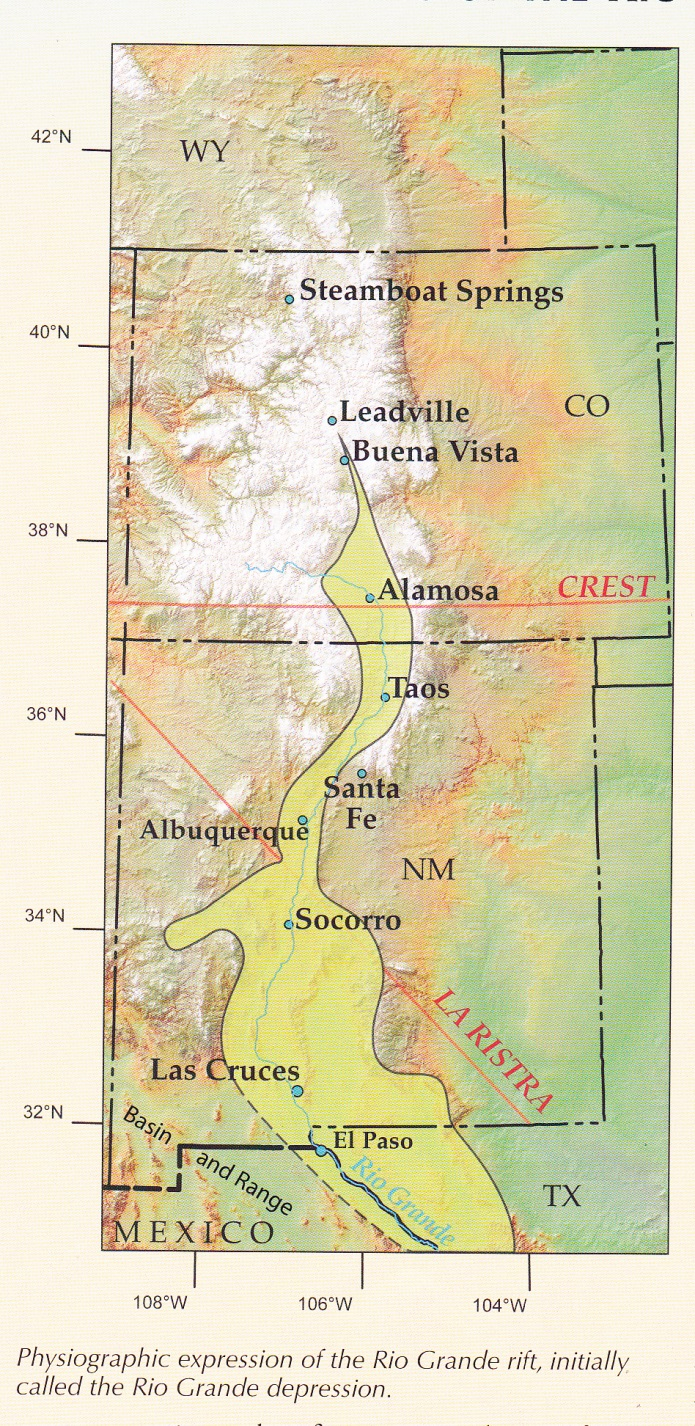 42°N
WY
Steamboat Springs
40°N
Leadville
CO
Buena Vista
38°N
Alamosa
CREST
Taos
36°N
Santa
Fe
Albuquerque
NM
34°N
Socorro
LA RISTRA
Las Cruces
32°N
Basin
and Range
El Paso
Rio Grande
TX
MEXICO
108°W
106°W
104°W
Physiographic expression of the Rio Grande rift, initially
called the Rio Grande depression.